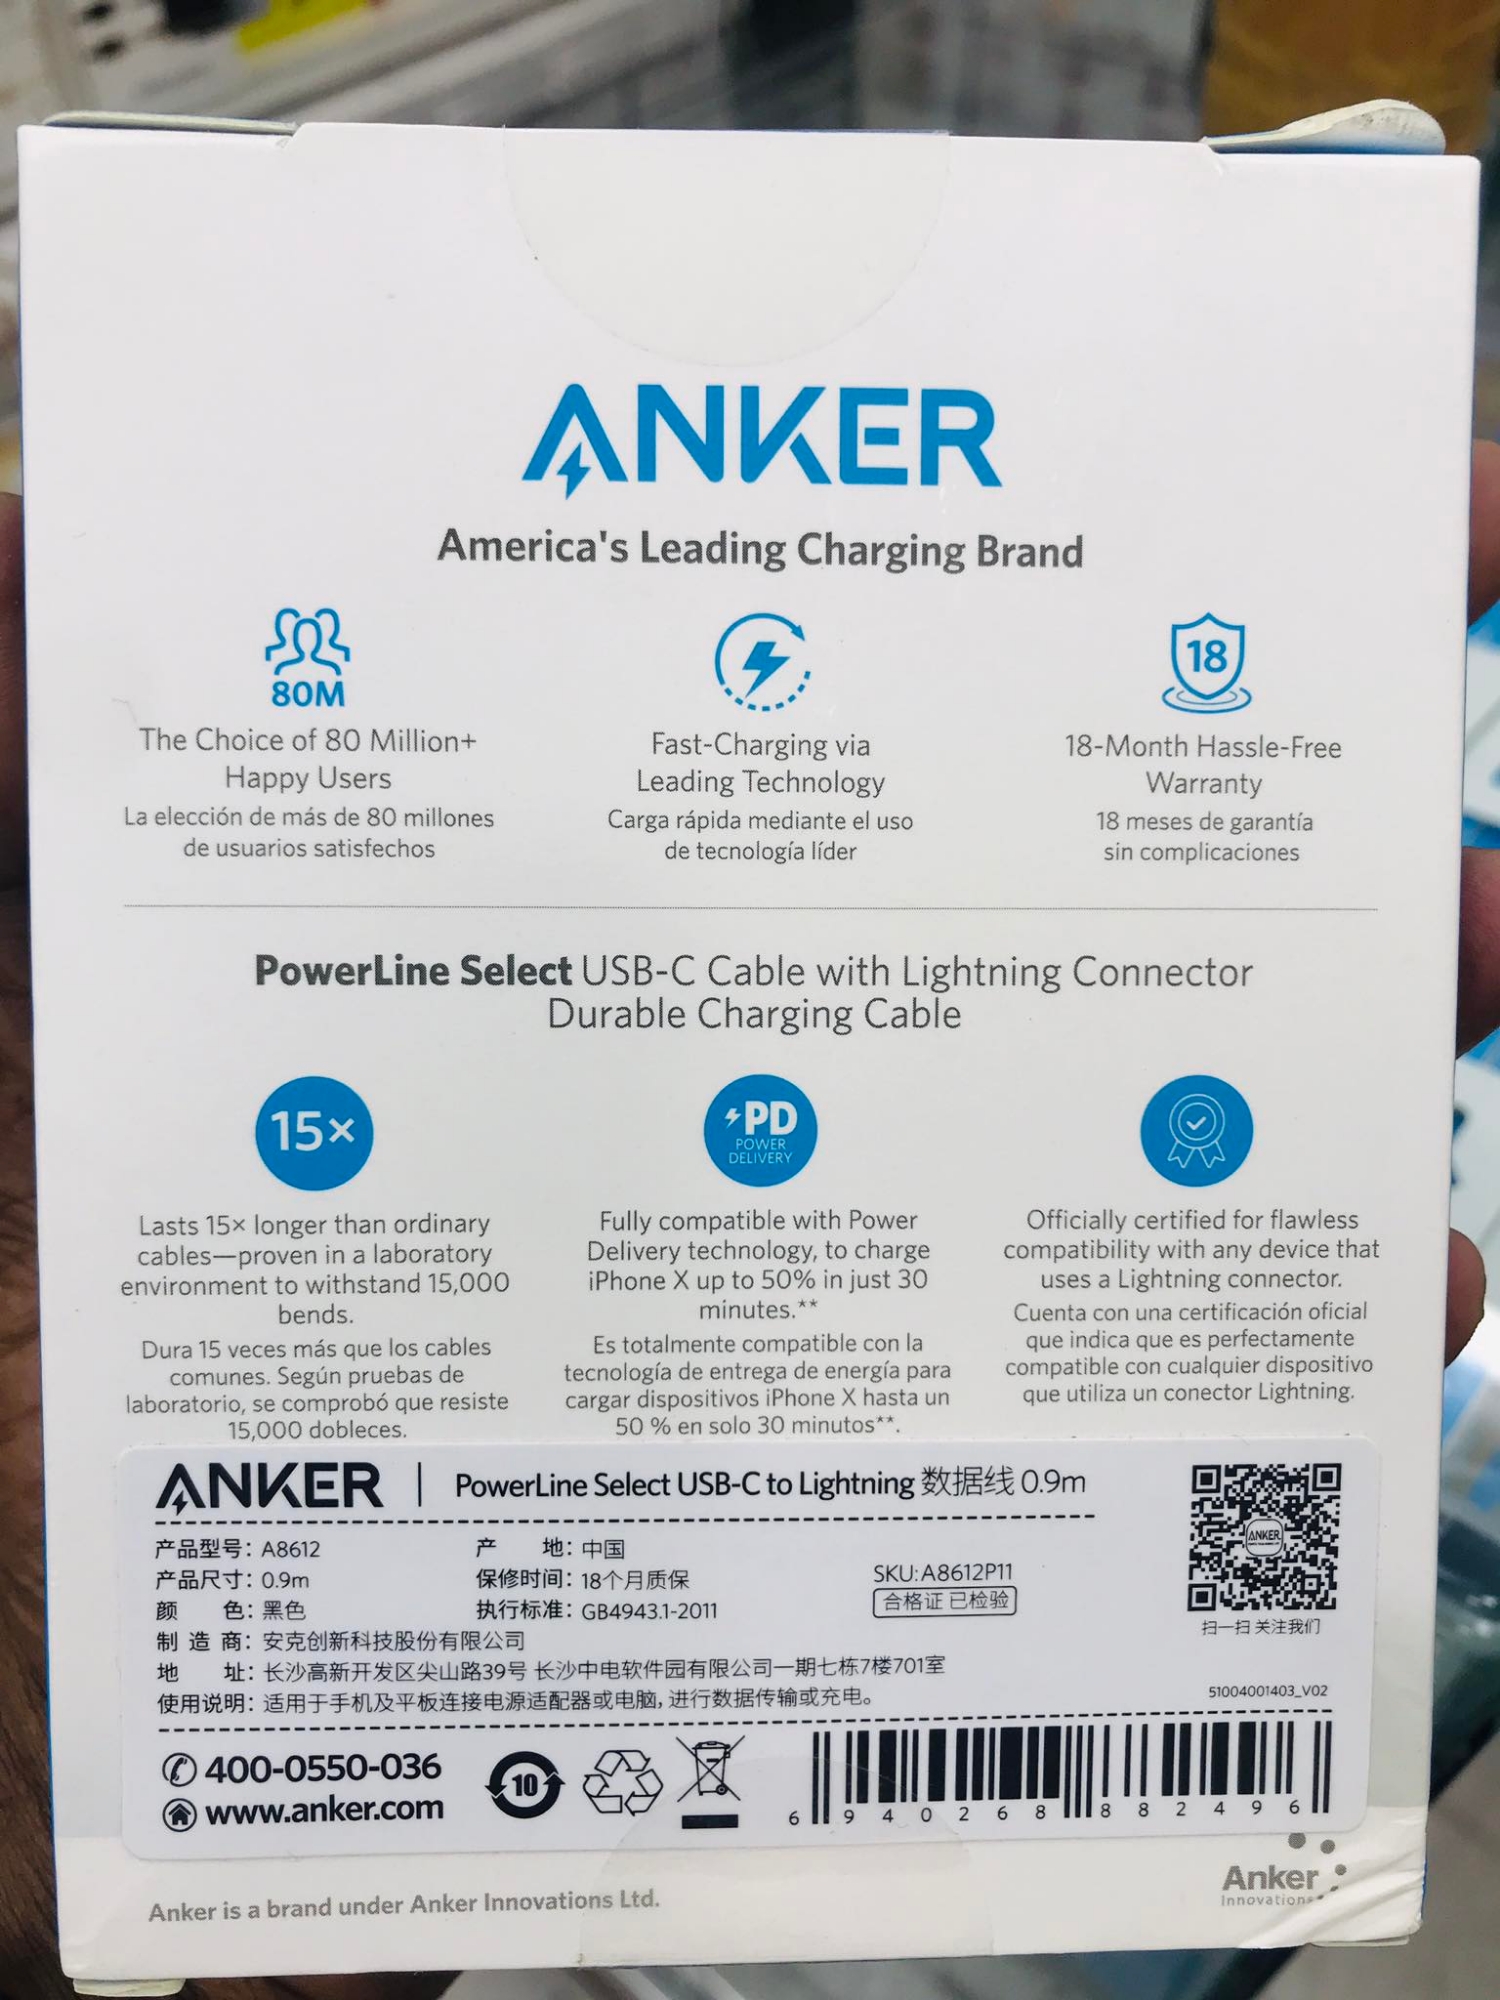 ANKER
America's Leading Charging Brand
80M
The Choice of 80 Million+
Happy Users
La elección de más de 80 millones
de usuarios satisfechos
Fast-Charging via
Leading Technology
Carga rápida mediante el uso
de tecnología líder
18
18-Month Hassle-Free
Warranty
18 meses de garantía
sin complicaciones
PowerLine Select USB-C Cable with Lightning Connector
Durable Charging Cable
15×
Lasts 15× longer than ordinary
cables—proven in a laboratory
environment to withstand 15,000
bends.
Dura 15 veces más que los cables
comunes. Según pruebas de
laboratorio, se comprobó que resiste
15,000 dobleces.
PD
POWER
DELIVERY
Fully compatible with Power
Delivery technology, to charge
iPhone X up to 50% in just 30
minutes.**
Es totalmente compatible con la
tecnología de entrega de energía para
cargar dispositivos iPhone X hasta un
50 % en solo 30 minutos**.
Officially certified for flawless
compatibility with any device that
uses a Lightning connector.
Cuenta con una certificación oficial
que indica que es perfectamente
compatible con cualquier dispositivo
que utiliza un conector Lightning.
ANKER | PowerLine Select USB-C to Lightning 数据线 0.9m
产品型号: A8612
产品尺寸: 0.9m
颜 色: 黑色
产 地: 中国
保修时间: 18个月质保
执行标准: GB4943.1-2011
SKU:A8612P11
合格证 已检验
制 造 商: 安克创新科技股份有限公司
地 址: 长沙高新开发区尖山路39号 长沙中电软件园有限公司一期七栋7楼701室
使用说明: 适用于手机及平板连接电源适配器或电脑, 进行数据传输或充电。
ANKER
扫一扫 关注我们
51004001403_V02
400-0550-036
www.anker.com
10
6 940268 882496
Anker is a brand under Anker Innovations Ltd.
Anker
Innovations